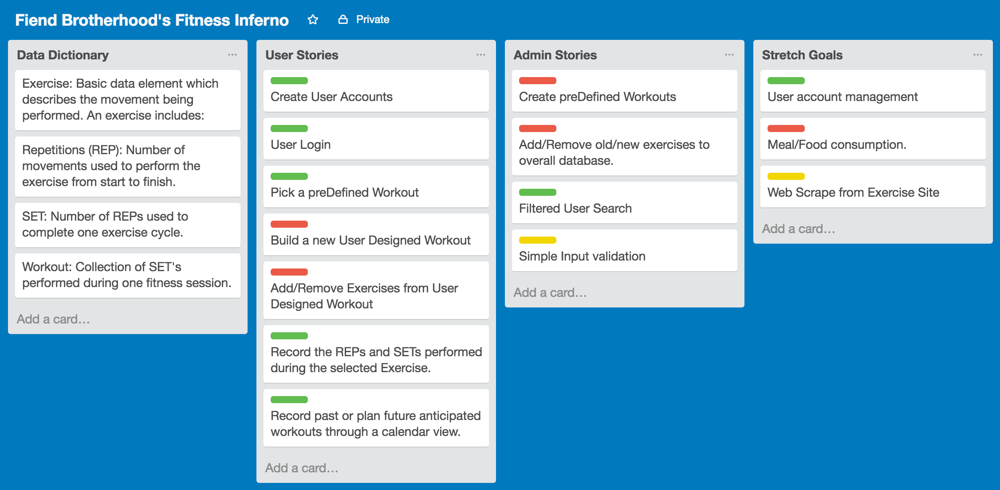 Fiend Brotherhood's Fitness Inferno
Private
Data Dictionary
Exercise: Basic data element which
describes the movement being
performed. An exercise includes:
Repetitions (REP): Number of
movements used to perform the
exercise from start to finish.
SET: Number of REPs used to
complete one exercise cycle.
Workout: Collection of SET's
performed during one fitness session.
Add a card...
User Stories
Create User Accounts
User Login
Pick a preDefined Workout
Build a new User Designed Workout
Add/Remove Exercises from User
Designed Workout
Record the REPs and SETs performed
during the selected Exercise.
Record past or plan future anticipated
workouts through a calendar view.
Add a card...
Admin Stories
Create preDefined Workouts
Add/Remove old/new exercises to
overall database.
Filtered User Search
Simple Input validation
Add a card...
Stretch Goals
User account management
Meal/Food consumption.
Web Scrape from Exercise Site
Add a card...